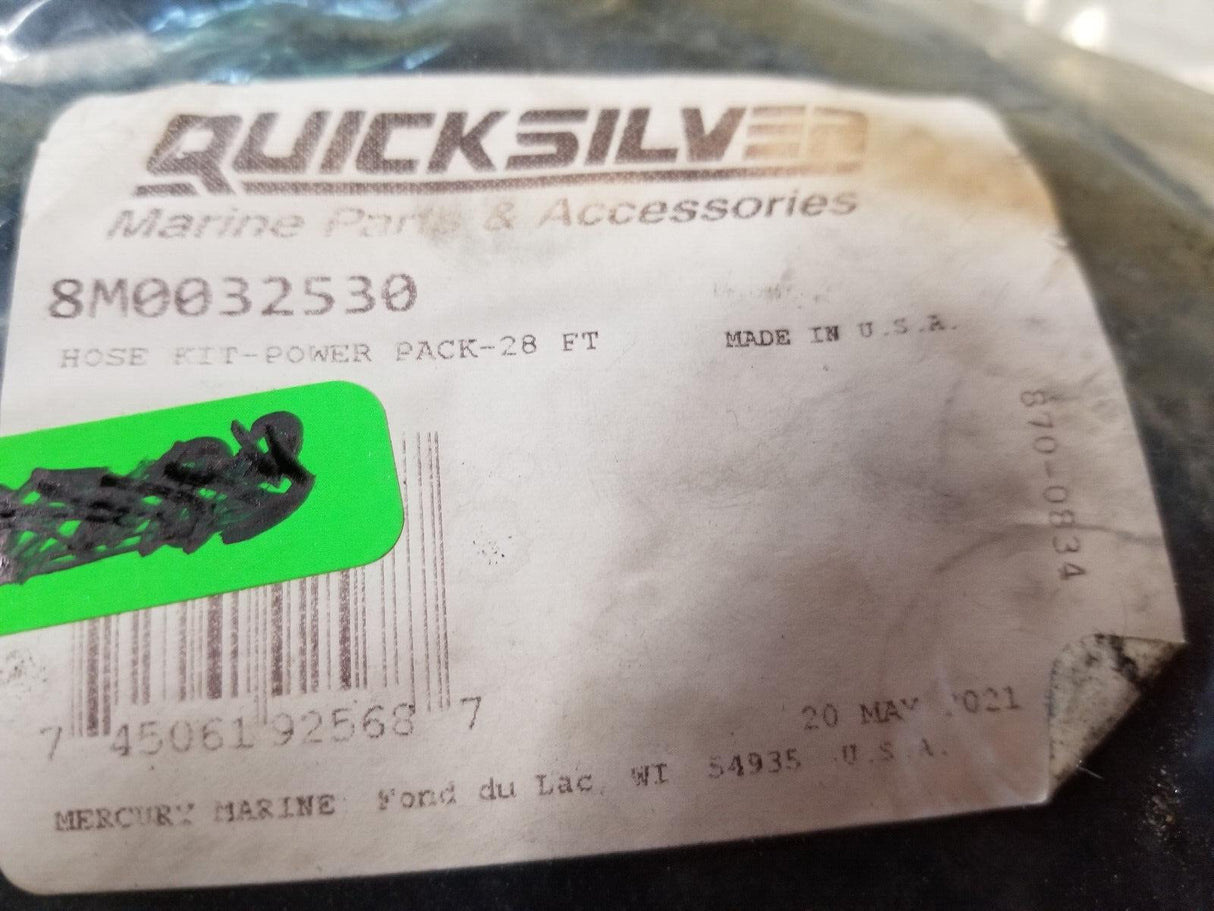 QUICKSILVER
Marine Parts & Accessories
8M0032530
HOSE KIT-POWER PACK-28 FT
MADE IN U.S.A.
870-0834
7 45061 92568 7
20 MAY 2021
MERCURY MARINE Fond du Lac, WI 54935 U.S.A.